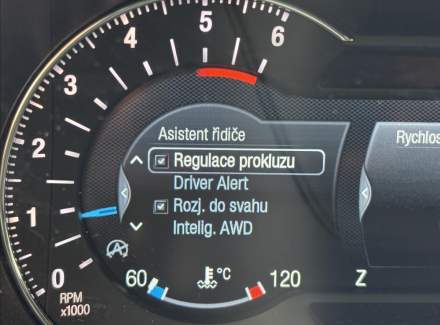 5
4
6
3
2
1
0
RPM
x1000
Asistent řidiče
Regulace prokluzu
Driver Alert
Rozj. do svahu
Intelig. AWD
60
°C
120
Z
Rychlos